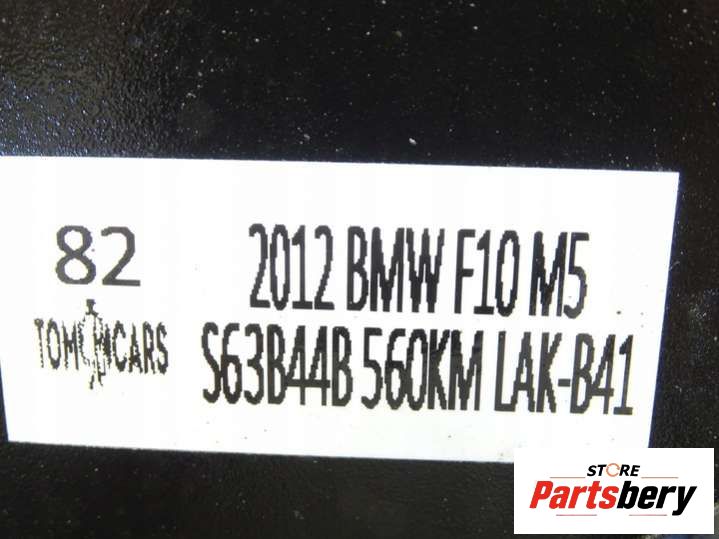 82
TOM CARS
2012 BMW F10 M5
S63B44B 560KM LAK-B41
STORE
Partsbery